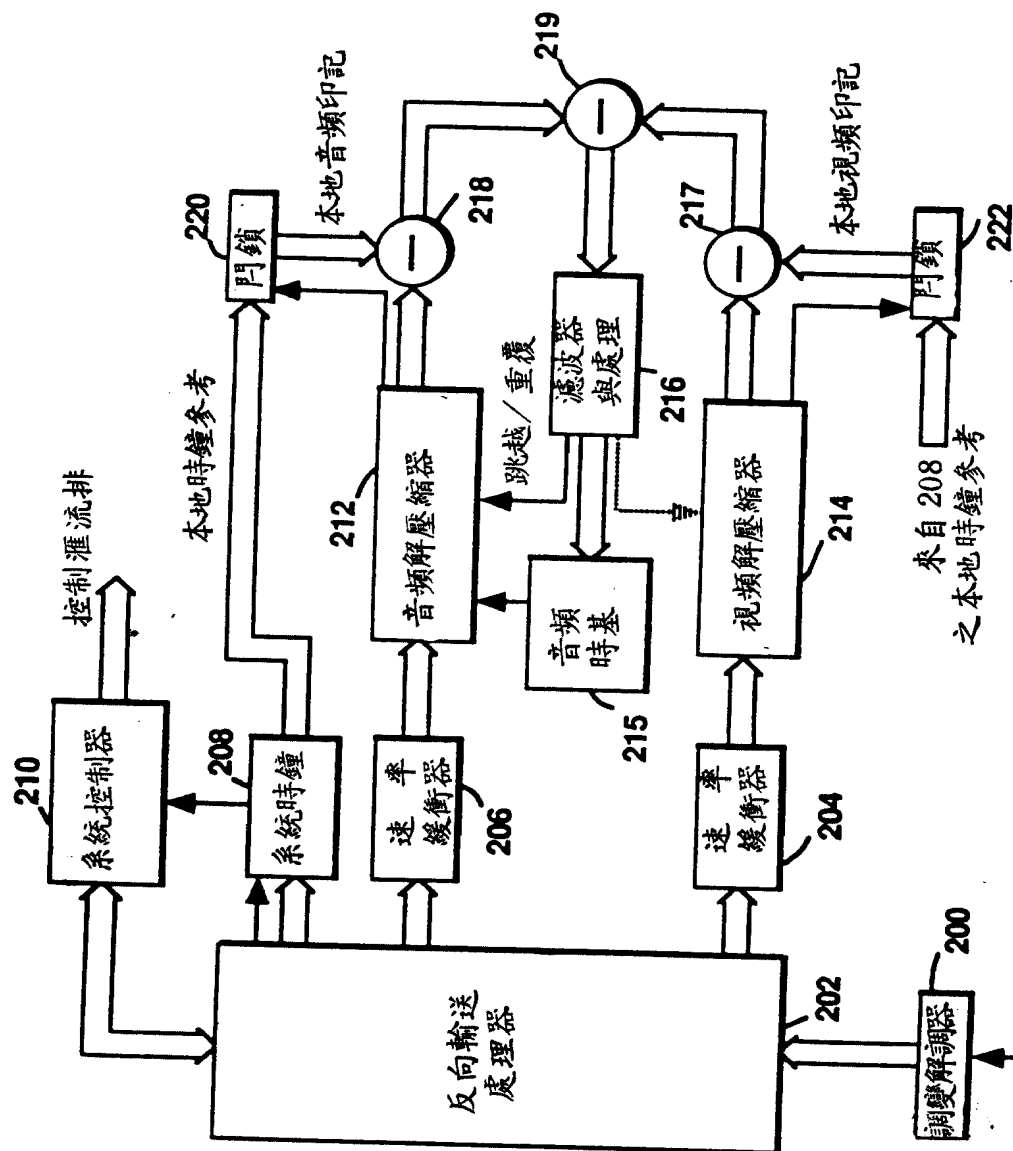 控制滙流排
210
系統控制器
208
系統時鐘
本地時鐘參考
220
閂鎖
本地音頻印記
速率
緩衝器
206
212
音頻解壓縮器
218
219
跳越/重覆
濾波器
與處理
216
音頻
時基
215
217
速率
緩衝器
204
視頻解壓縮器
214
本地視頻印記
閂鎖
222
來自208
之本地時鐘參考
反向輸送
處理器
202
200
調變解調器